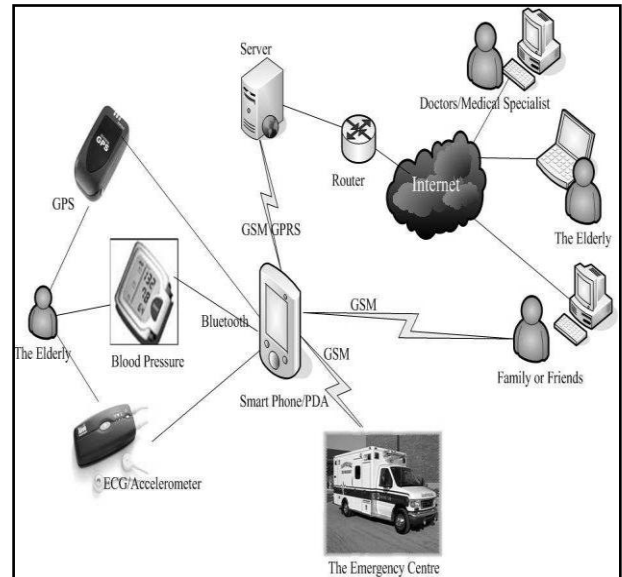 Server
Doctors/Medical Specialist
GPS
GPS
Router
Internet
GSM GPRS
The Elderly
Bluetooth
GSM
The Elderly
Blood Pressure
GSM
Family or Friends
Smart Phone/PDA
ECG/Accelerometer
The Emergency Centre